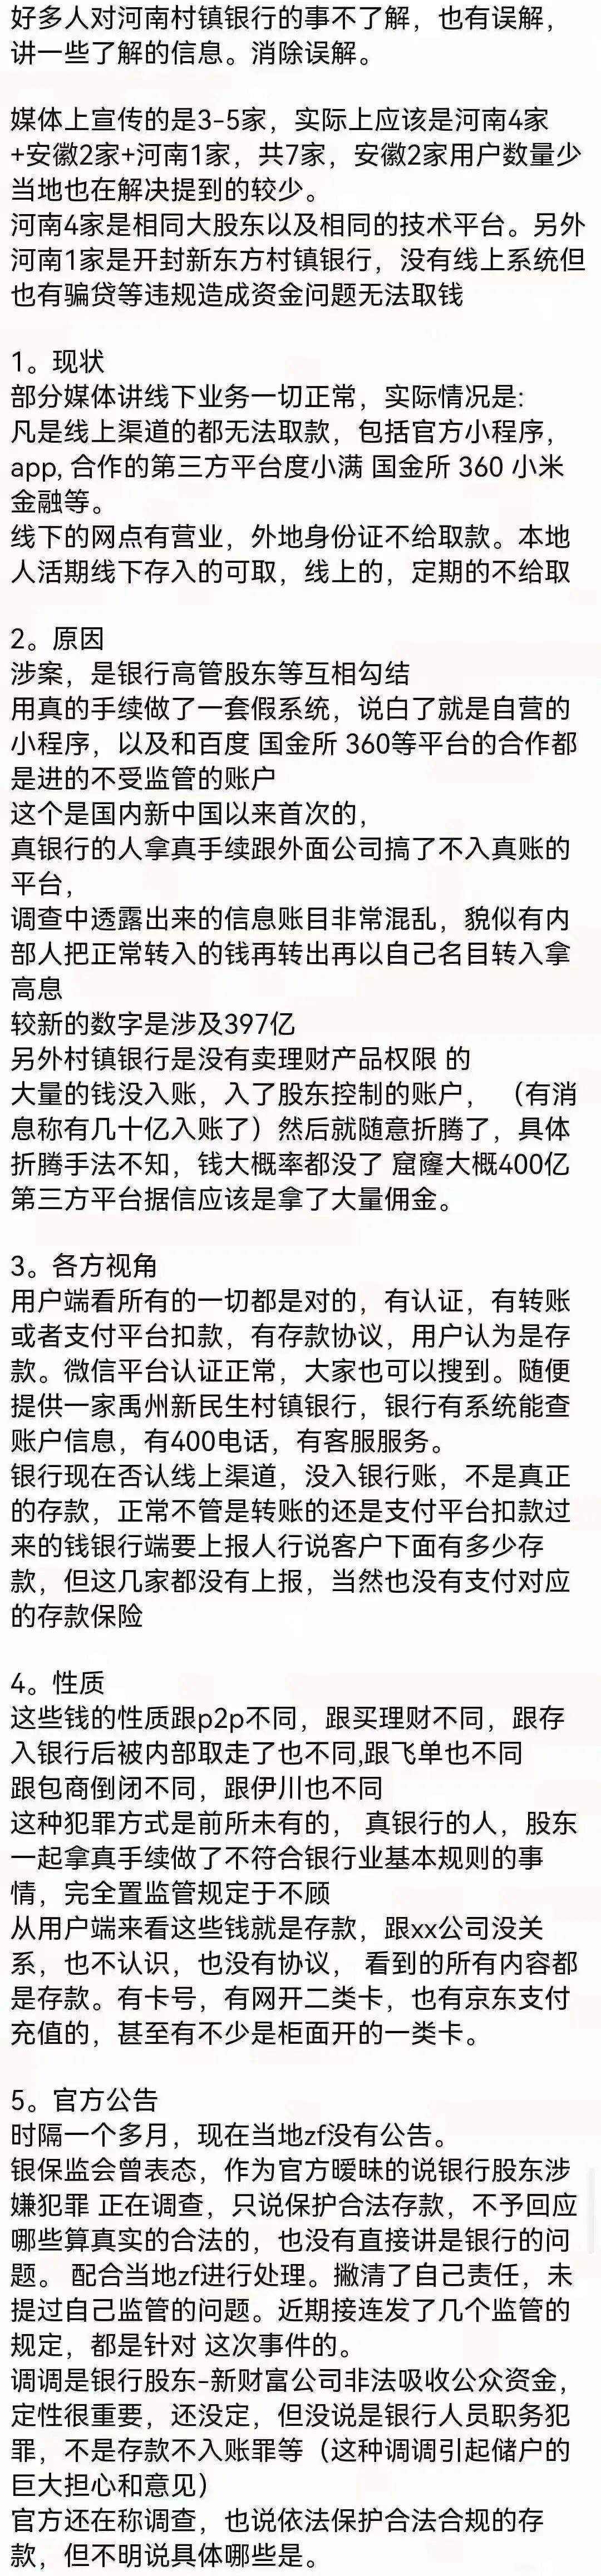 好多人对河南村镇银行的事不了解，也有误解，
讲一些了解的信息。消除误解。
媒体上宣传的是3-5家，实际上应该是河南4家
+安徽2家+河南1家，共7家，安徽2家用户数量少
当地也在解决提到的较少。
河南4家是相同大股东以及相同的技术平台。另外
河南1家是开封新东方村镇银行，没有线上系统但
也有骗贷等违规造成资金问题无法取钱
1。现状
部分媒体讲线下业务一切正常，实际情况是：
凡是线上渠道的都无法取款，包括官方小程序，
app, 合作的第三方平台度小满 国金所 360 小米
金融等。
线下的网点有营业，外地身份证不给取款。本地
人活期线下存入的可取，线上的，定期的不给取
2。原因
涉案，是银行高管股东等互相勾结
用真的手续做了一套假系统，说白了就是自营的
小程序，以及和百度 国金所 360等平台的合作都
是进的不受监管的账户
这个是国内新中国以来首次的，
真银行的人拿真手续跟外面公司搞了不入真账的
平台，
调查中透露出来的信息账目非常混乱，貌似有内
部人把正常转入的钱再转出再以自己名目转入拿
高息
较新的数字是涉及397亿
另外村镇银行是没有卖理财产品权限 的
大量的钱没入账，入了股东控制的账户， （有消
息称有几十亿入账了）然后就随意折腾了，具体
折腾手法不知，钱大概率都没了 窟窿大概400亿
第三方平台据信应该是拿了大量佣金。
3。各方视角
用户端看所有的一切都是对的，有认证，有转账
或者支付平台扣款，有存款协议，用户认为是存
款。微信平台认证正常，大家也可以搜到。随便
提供一家禹州新民生村镇银行，银行有系统能查
账户信息，有400电话，有客服服务。
银行现在否认线上渠道，没入银行账，不是真正
的存款，正常不管是转账的还是支付平台扣款过
来的钱银行端要上报人行说客户下面有多少存
款，但这几家都没有上报，当然也没有支付对应
的存款保险
4。性质
这些钱的性质跟p2p不同，跟买理财不同，跟存
入银行后被内部取走了也不同,跟飞单也不同
跟包商倒闭不同，跟伊川也不同
这种犯罪方式是前所未有的， 真银行的人，股东
一起拿真手续做了不符合银行业基本规则的事
情，完全置监管规定于不顾
从用户端来看这些钱就是存款，跟xx公司没关
系，也不认识，也没有协议， 看到的所有内容都
是存款。有卡号，有网开二类卡，也有京东支付
充值的，甚至有不少是柜面开的一类卡。
5。官方公告
时隔一个多月，现在当地zf没有公告。
银保监会曾表态，作为官方暧昧的说银行股东涉
嫌犯罪 正在调查，只说保护合法存款，不予回应
哪些算真实的合法的，也没有直接讲是银行的问
题。 配合当地zf进行处理。撇清了自己责任，未
提过自己监管的问题。近期接连发了几个监管的
规定，都是针对 这次事件的。
调调是银行股东-新财富公司非法吸收公众资金，
定性很重要，还没定，但没说是银行人员职务犯
罪，不是存款不入账罪等（这种调调引起储户的
巨大担心和意见）
官方还在称调查，也说依法保护合法合规的存
款，但不明说具体哪些是。